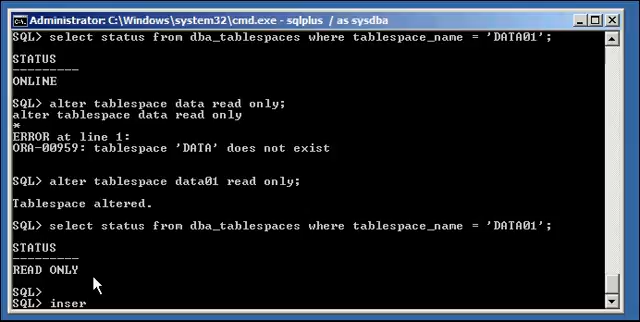 Administrator: C:\Windows\system32\cmd.exe - sqlplus / as sysdba
SQL> select status from dba_tablespaces where tablespace_name = 'DATA01';
STATUS
---------
ONLINE
SQL> alter tablespace data read only;
alter tablespace data read only
*
ERROR at line 1:
ORA-00959: tablespace 'DATA' does not exist
SQL> alter tablespace data01 read only;
Tablespace altered.
SQL> select status from dba_tablespaces where tablespace_name = 'DATA01';
STATUS
---------
READ ONLY
SQL>
SQL> inser